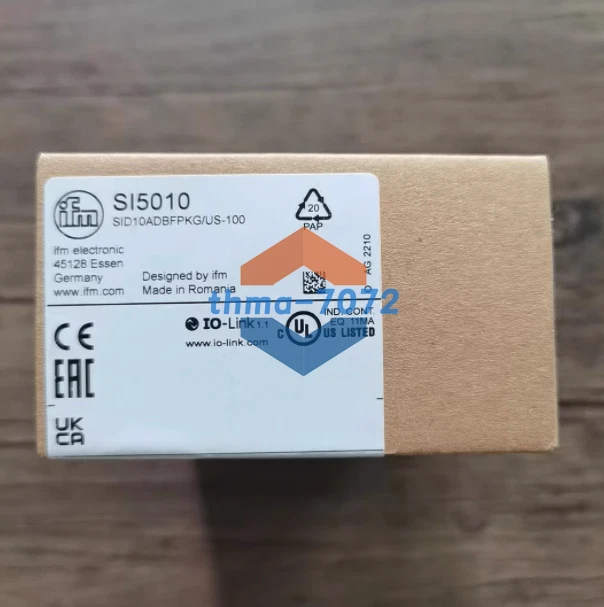 ifm
SI5010
SID10ADBFPKG/US-100
ifm electronic
45128 Essen
Germany
www.ifm.com
Designed by ifm
Made in Romania
20
PAP
AG 2210
thma-7072
IO-Link 1.1
www.io-link.com
C UL US LISTED
IND. CONT.
EQ. 11MA
CE
EAC
UK
CA